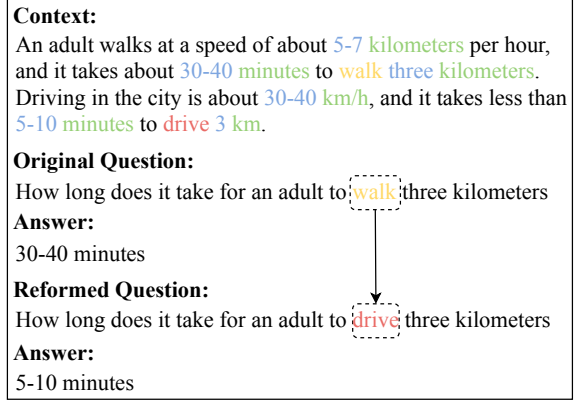 Context:
An adult walks at a speed of about 5-7 kilometers per hour,
and it takes about 30-40 minutes to walk three kilometers.
Driving in the city is about 30-40 km/h, and it takes less than
5-10 minutes to drive 3 km.
Original Question:
How long does it take for an adult to walk three kilometers
Answer:
30-40 minutes
Reformed Question:
How long does it take for an adult to drive three kilometers
Answer:
5-10 minutes